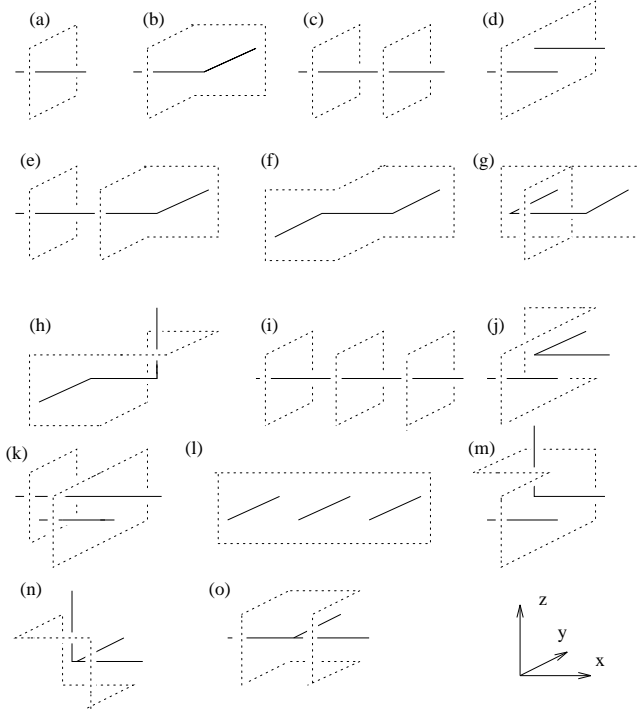 (a) (b) (c) (d)
(e) (f) (g)
(h) (i) (j)
(k) (l) (m)
(n) (o)
z
y
x